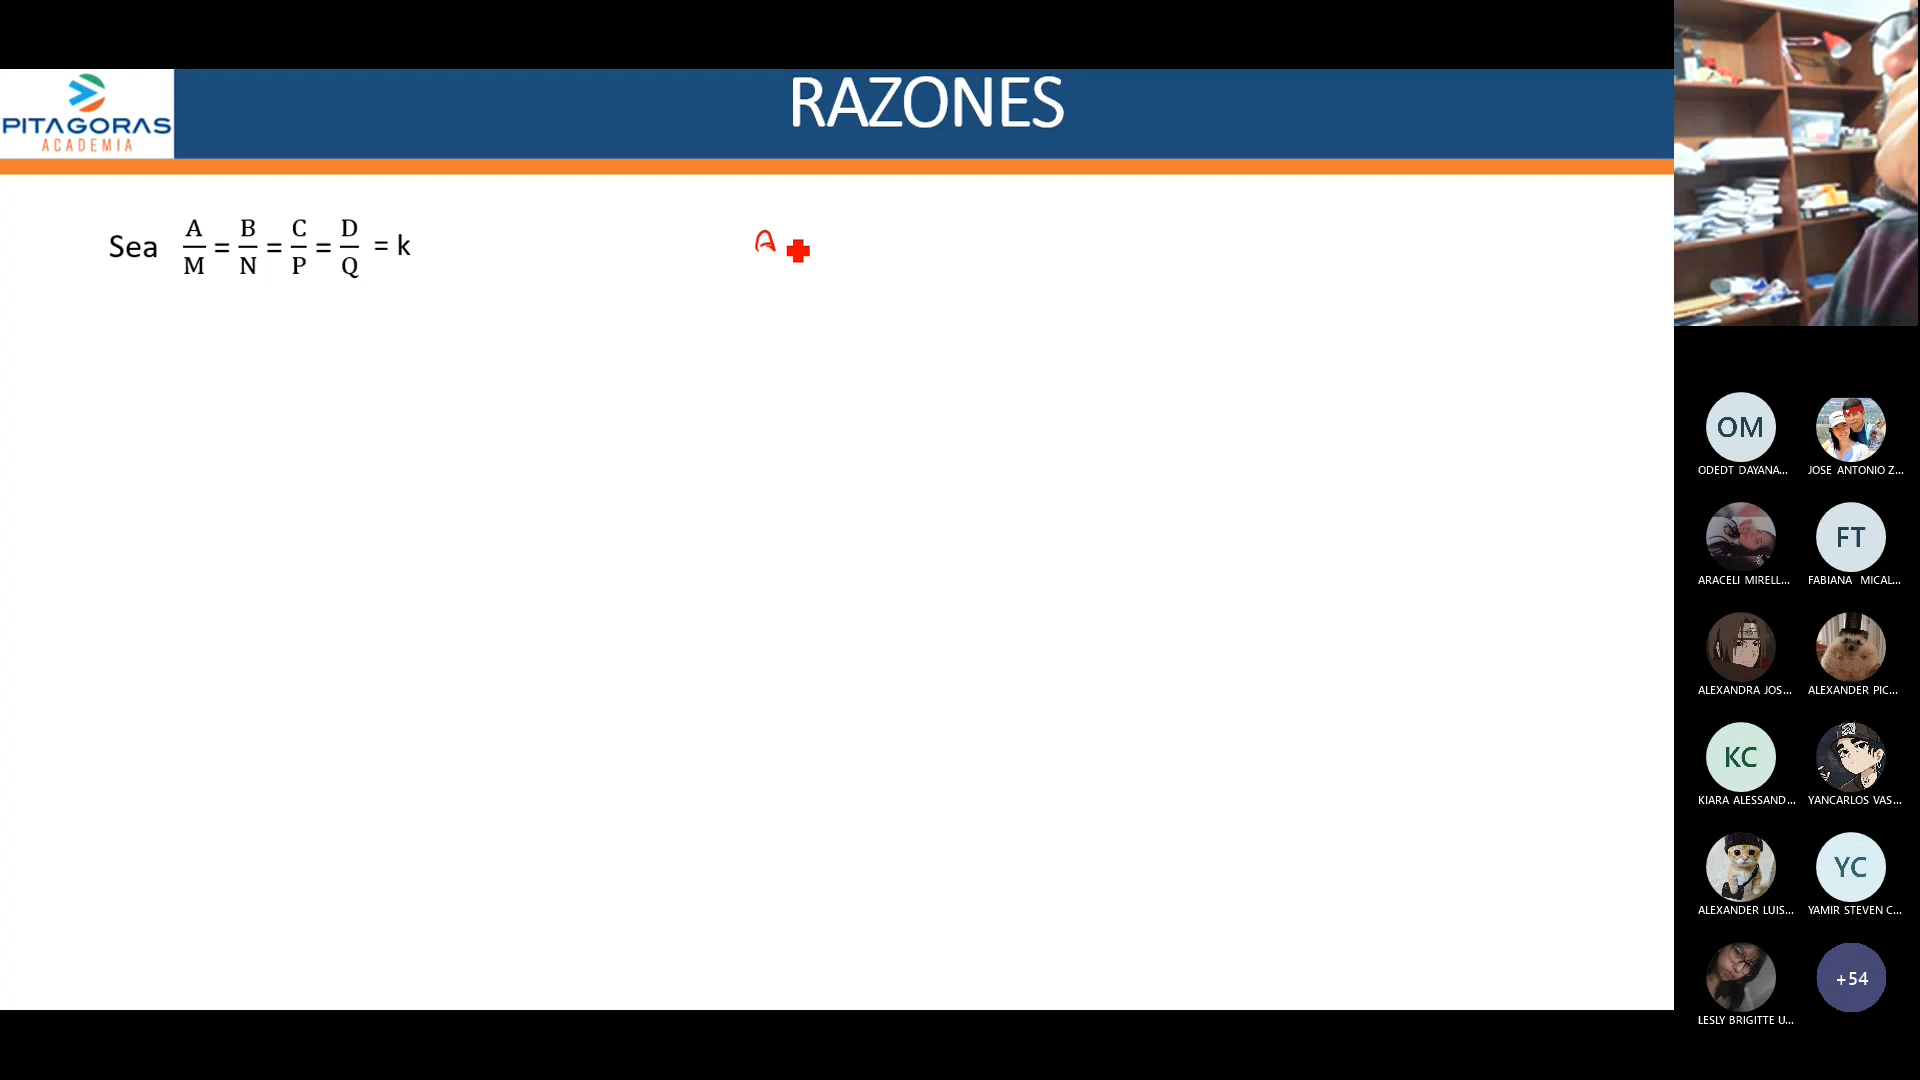 RAZONES
PITAGORAS
ACADEMIA
Sea A/M = B/N = C/P = D/Q = k
A
OM
ODEDT DAYANA...
JOSE ANTONIO Z...
ARACELI MIRELL...
FT
FABIANA MICAL...
ALEXANDRA JOS...
ALEXANDER PIC...
KC
KIARA ALESSAND...
YANCARLOS VAS...
ALEXANDER LUIS...
YC
YAMIR STEVEN C...
LESLY BRIGITTE U...
+54